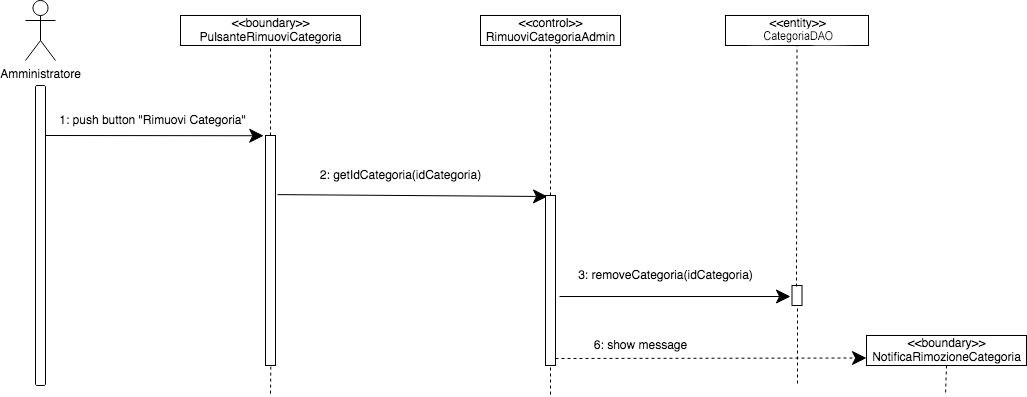 <<boundary>>
PulsanteRimuoviCategoria
<<control>>
RimuoviCategoriaAdmin
<<entity>>
CategoriaDAO
Amministratore
1: push button "Rimuovi Categoria"
2: getIdCategoria(idCategoria)
3: removeCategoria(idCategoria)
6: show message
<<boundary>>
NotificaRimozioneCategoria